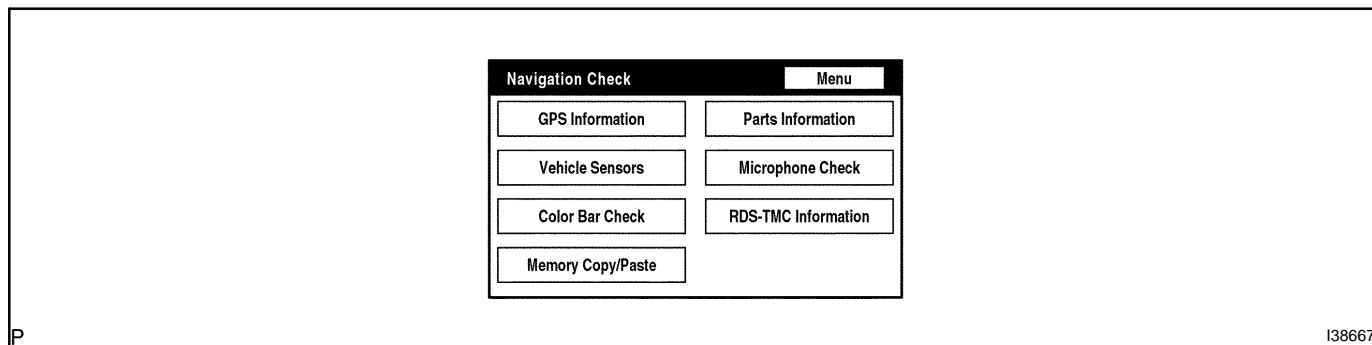 Navigation Check Menu
GPS Information Parts Information
Vehicle Sensors Microphone Check
Color Bar Check RDS-TMC Information
Memory Copy/Paste
P I38667